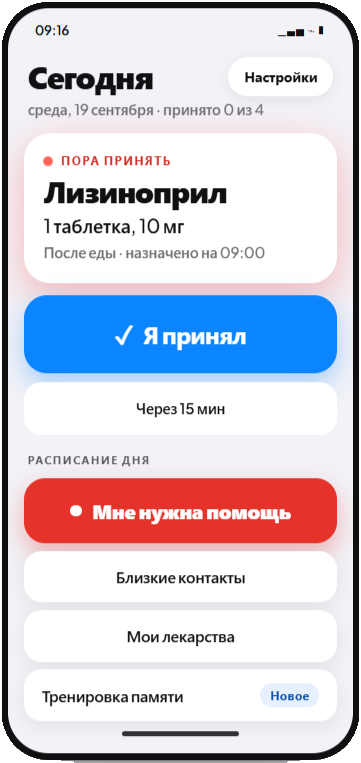 09:16
Сегодня
Настройки
среда, 19 сентября · принято 0 из 4
ПОРА ПРИНЯТЬ
Лизиноприл
1 таблетка, 10 мг
После еды · назначено на 09:00
✓ Я принял
Через 15 мин
РАСПИСАНИЕ ДНЯ
Мне нужна помощь
Близкие контакты
Мои лекарства
Тренировка памяти
Новое